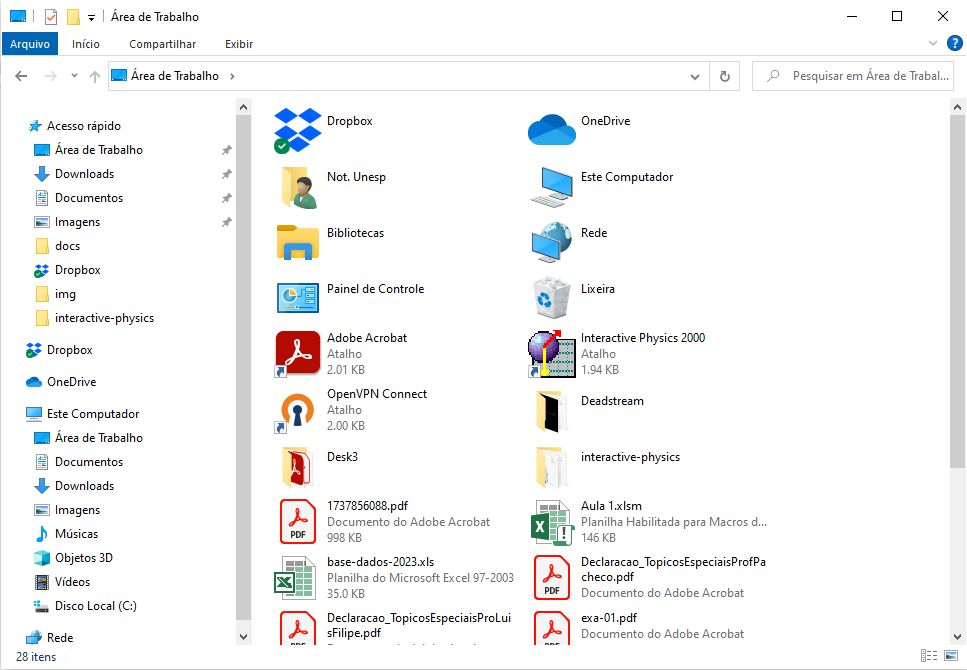 Área de Trabalho
Arquivo
Início
Compartilhar
Exibir
Área de Trabalho
Pesquisar em Área de Trabal...
Acesso rápido
Área de Trabalho
Downloads
Documentos
Imagens
docs
Dropbox
img
interactive-physics
Dropbox
OneDrive
Este Computador
Área de Trabalho
Documentos
Downloads
Imagens
Músicas
Objetos 3D
Vídeos
Disco Local (C:)
Rede
Dropbox
OneDrive
Not. Unesp
Este Computador
Bibliotecas
Rede
Painel de Controle
Lixeira
Adobe Acrobat
Atalho
2.01 KB
Interactive Physics 2000
Atalho
1.94 KB
OpenVPN Connect
Atalho
2.00 KB
Deadstream
Desk3
interactive-physics
PDF
1737856088.pdf
Documento do Adobe Acrobat
998 KB
Aula 1.xlsm
Planilha Habilitada para Macros d...
146 KB
base-dados-2023.xls
Planilha do Microsoft Excel 97-2003
35.0 KB
PDF
Declaracao_TopicosEspeciaisProfPa
checo.pdf
Documento do Adobe Acrobat
Declaracao_TopicosEspeciaisProLui
sFilipe.pdf
exa-01.pdf
Documento do Adobe Acrobat
28 itens